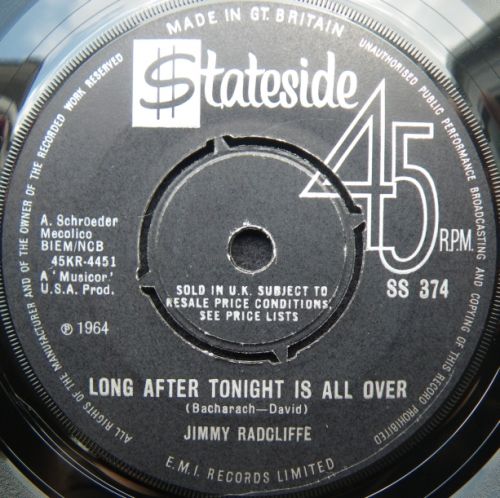 MADE IN GT. BRITAIN
ALL RIGHTS OF THE MANUFACTURER AND OF THE OWNER OF THE RECORDED WORK RESERVED
UNAUTHORISED PUBLIC PERFORMANCE BROADCASTING AND COPYING OF THIS RECORD PROHIBITED
$tateside
45 R.P.M.
A. Schroeder
Mecolico
BIEM/NCB
45KR-4451
A 'Musicor'
U.S.A. Prod.
SS 374
SOLD IN U.K. SUBJECT TO
RESALE PRICE CONDITIONS,
SEE PRICE LISTS
℗ 1964
LONG AFTER TONIGHT IS ALL OVER
(Bacharach—David)
JIMMY RADCLIFFE
E.M.I. RECORDS LIMITED